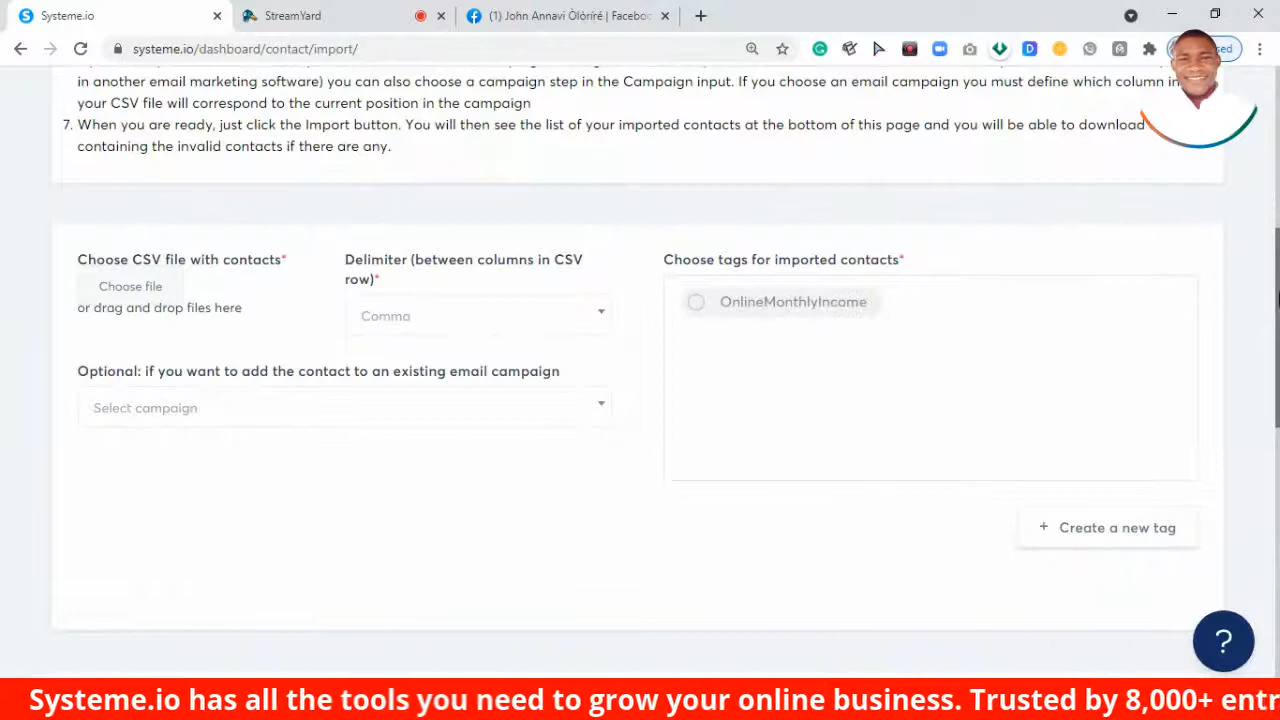 Systeme.io
StreamYard
(1) John Annavi Òlóríré | Faceboo
systeme.io/dashboard/contact/import/
in another email marketing software) you can also choose a campaign step in the Campaign input. If you choose an email campaign you must define which column in
your CSV file will correspond to the current position in the campaign
7. When you are ready, just click the Import button. You will then see the list of your imported contacts at the bottom of this page and you will be able to download
containing the invalid contacts if there are any.
Choose CSV file with contacts*
Choose file
or drag and drop files here
Delimiter (between columns in CSV
row)*
Comma
Choose tags for imported contacts*
OnlineMonthlyIncome
Optional: if you want to add the contact to an existing email campaign
Select campaign
+ Create a new tag
?
Systeme.io has all the tools you need to grow your online business. Trusted by 8,000+ entr